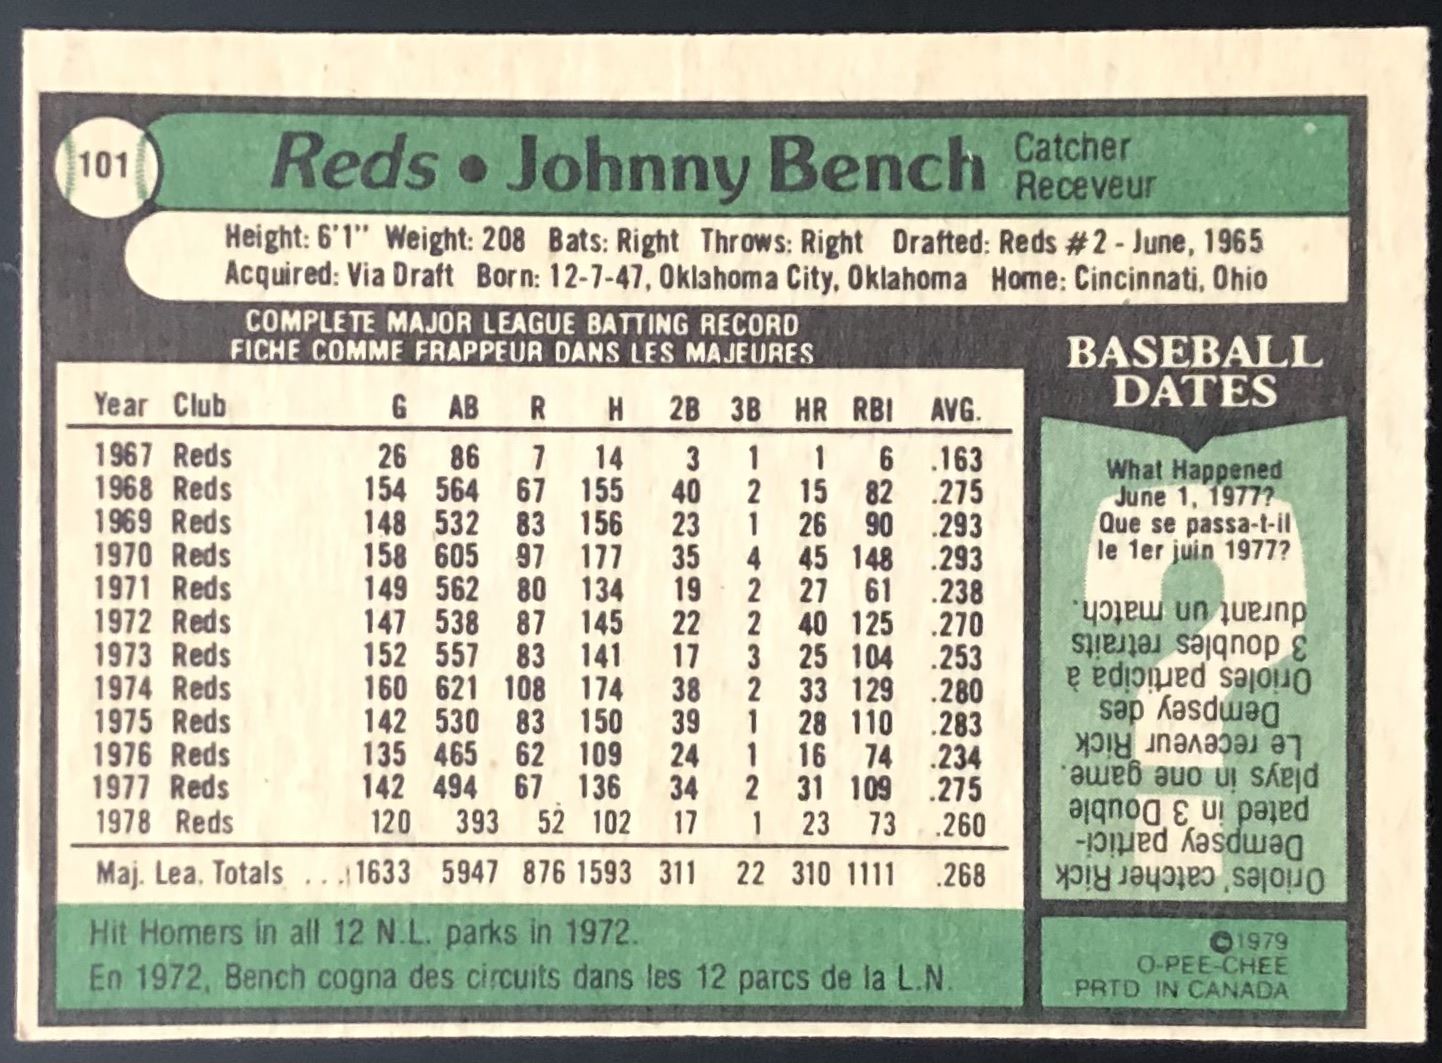 101
Reds • Johnny Bench
Catcher
Receveur
Height: 6'1" Weight: 208 Bats: Right Throws: Right Drafted: Reds #2 - June, 1965
Acquired: Via Draft Born: 12-7-47, Oklahoma City, Oklahoma Home: Cincinnati, Ohio
COMPLETE MAJOR LEAGUE BATTING RECORD
FICHE COMME FRAPPEUR DANS LES MAJEURES
Year Club G AB R H 2B 3B HR RBI AVG.
1967 Reds 26 86 7 14 3 1 1 6 .163
1968 Reds 154 564 67 155 40 2 15 82 .275
1969 Reds 148 532 83 156 23 1 26 90 .293
1970 Reds 158 605 97 177 35 4 45 148 .293
1971 Reds 149 562 80 134 19 2 27 61 .238
1972 Reds 147 538 87 145 22 2 40 125 .270
1973 Reds 152 557 83 141 17 3 25 104 .253
1974 Reds 160 621 108 174 38 2 33 129 .280
1975 Reds 142 530 83 150 39 1 28 110 .283
1976 Reds 135 465 62 109 24 1 16 74 .234
1977 Reds 142 494 67 136 34 2 31 109 .275
1978 Reds 120 393 52 102 17 1 23 73 .260
Maj. Lea. Totals ... 1633 5947 876 1593 311 22 310 1111 .268
Hit Homers in all 12 N.L. parks in 1972.
En 1972, Bench cogna des circuits dans les 12 parcs de la L.N.
BASEBALL
DATES
What Happened
June 1, 1977?
Que se passa-t-il
le 1er juin 1977?
Orioles' catcher Rick
Dempsey partici-
pated in 3 Double
plays in one game.
Le receveur Rick
Dempsey des
Orioles participa à
3 doubles retraits
durant un match.
©1979
O-PEE-CHEE
PRTD IN CANADA